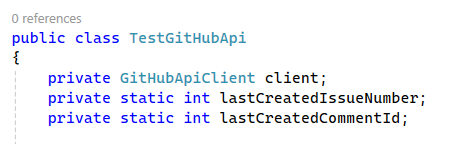 0 references
public class TestGitHubApi
{
    private GitHubApiClient client;
    private static int lastCreatedIssueNumber;
    private static int lastCreatedCommentId;